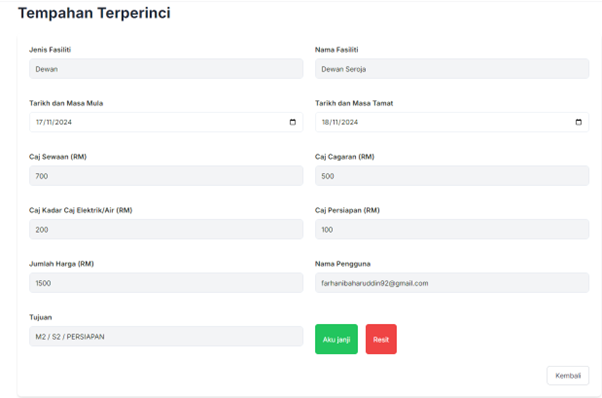 Tempahan Terperinci
Jenis Fasiliti
Nama Fasiliti
Dewan
Dewan Seroja
Tarikh dan Masa Mula
Tarikh dan Masa Tamat
17/11/2024
18/11/2024
Caj Sewaan (RM)
Caj Cagaran (RM)
700
500
Caj Kadar Caj Elektrik/Air (RM)
Caj Persiapan (RM)
200
100
Jumlah Harga (RM)
Nama Pengguna
1500
farhanibaharuddin92@gmail.com
Tujuan
M2 / S2 / PERSIAPAN
Aku janji
Resit
Kembali